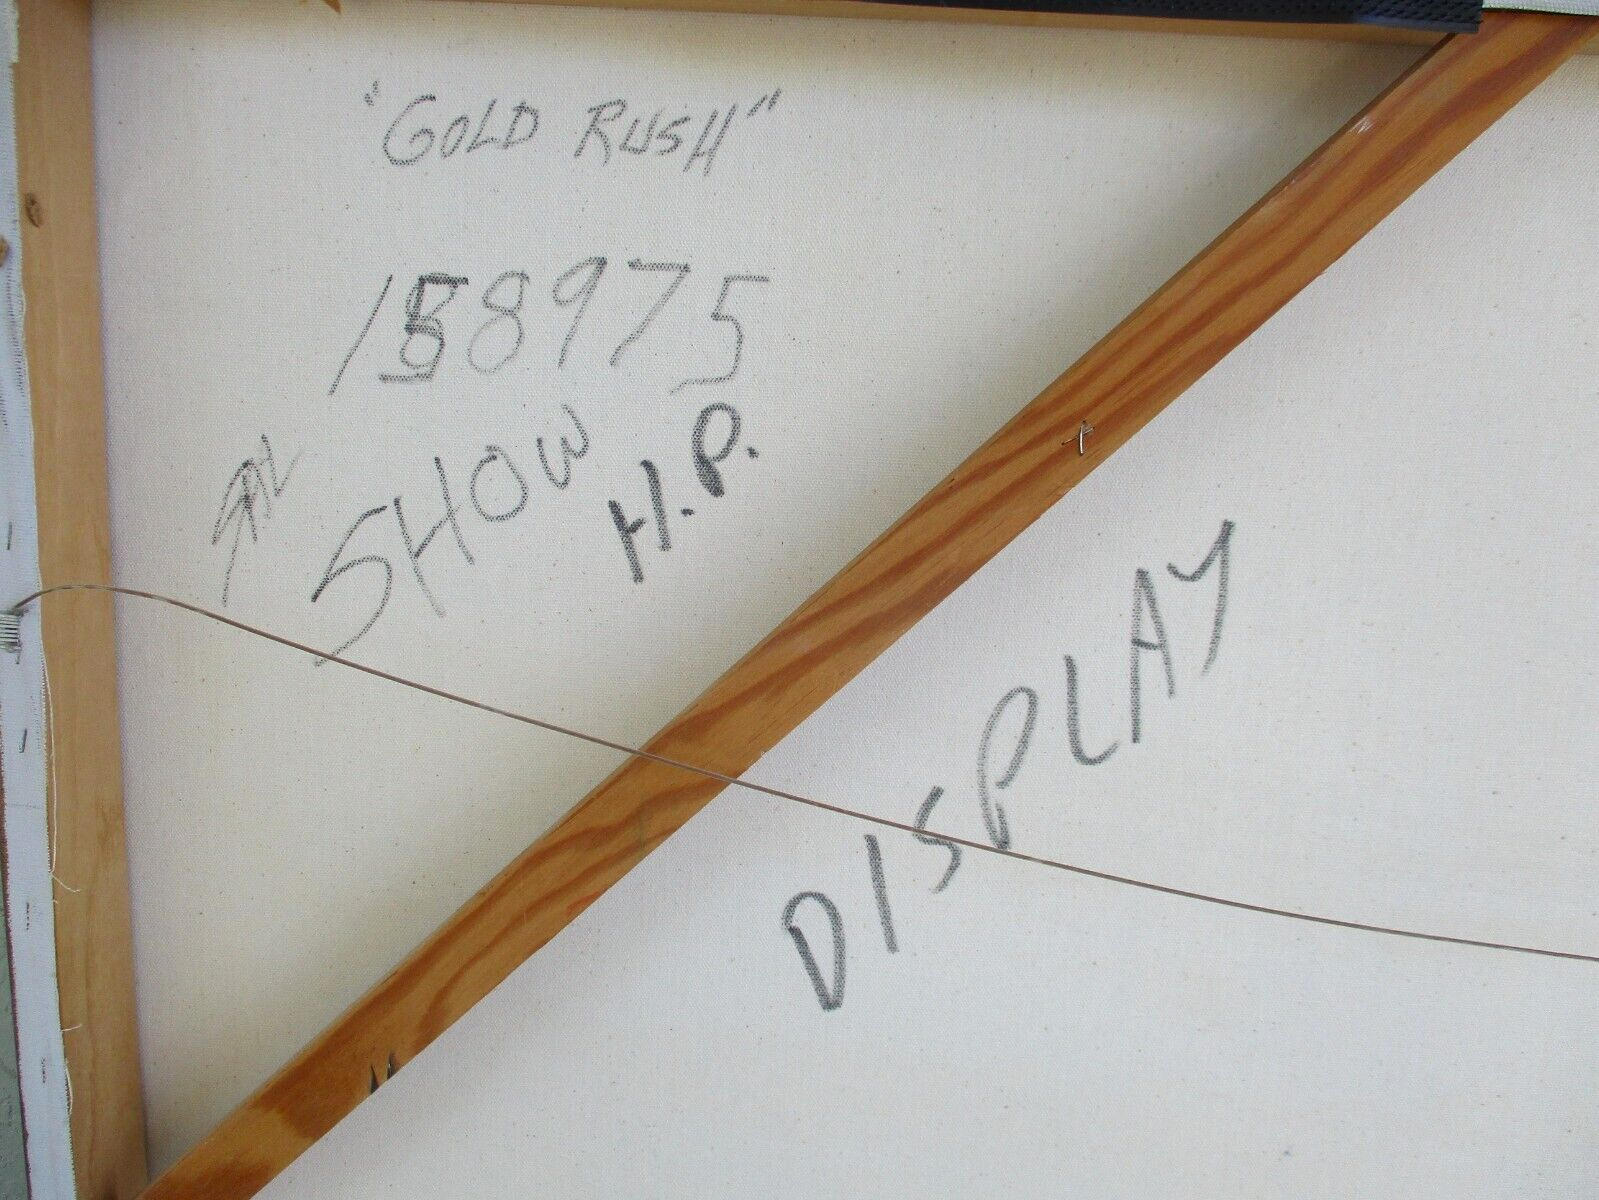 "GOLD RUSH"
158975
SHOW
H.P.
DISPLAY